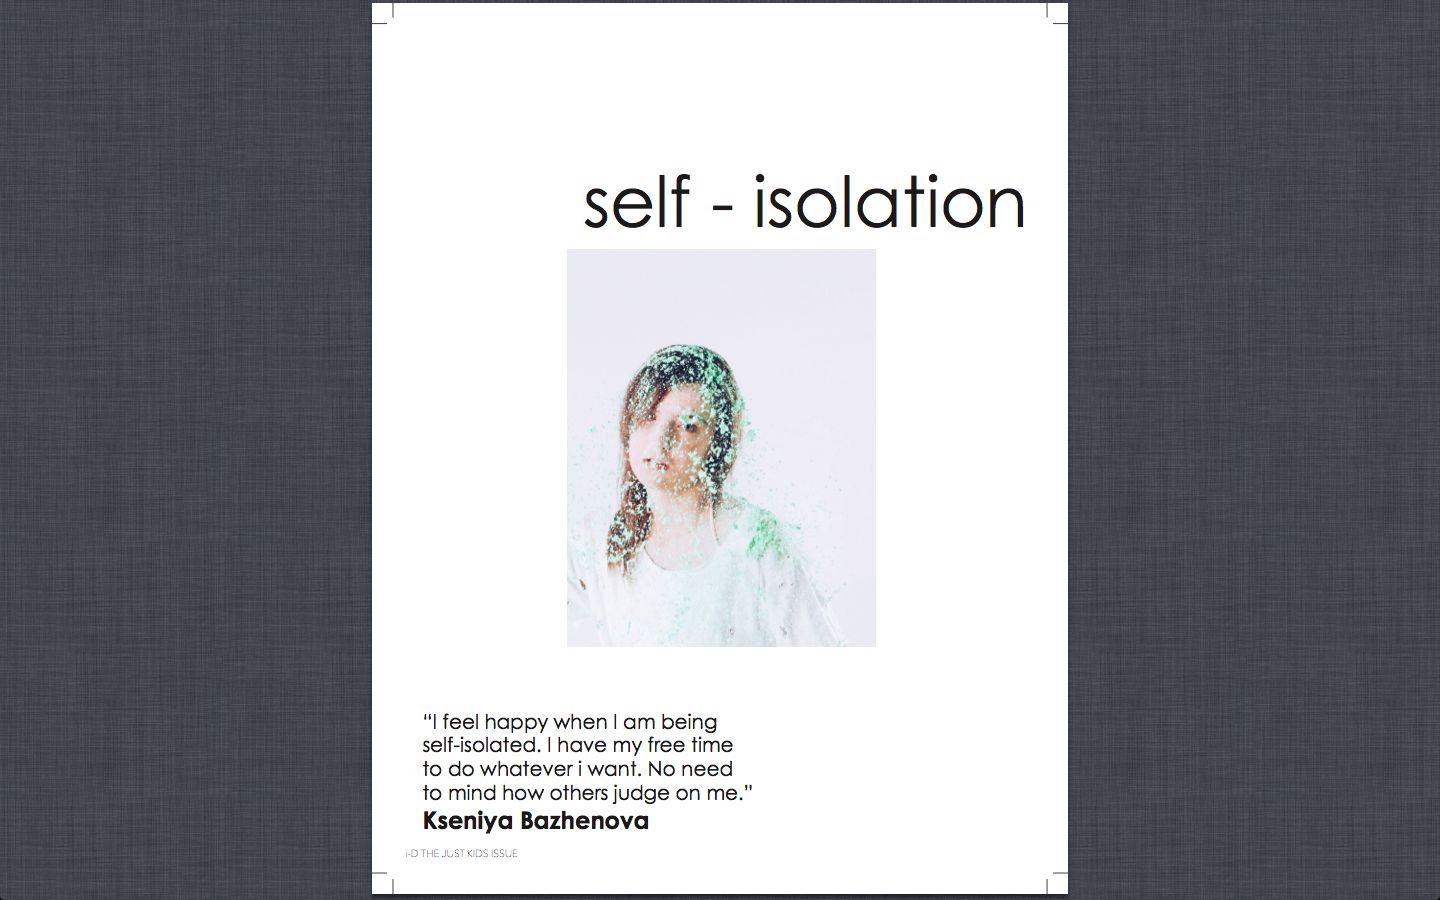 self - isolation
“I feel happy when I am being
self-isolated. I have my free time
to do whatever i want. No need
to mind how others judge on me.”
Kseniya Bazhenova
i-D THE JUST KIDS ISSUE